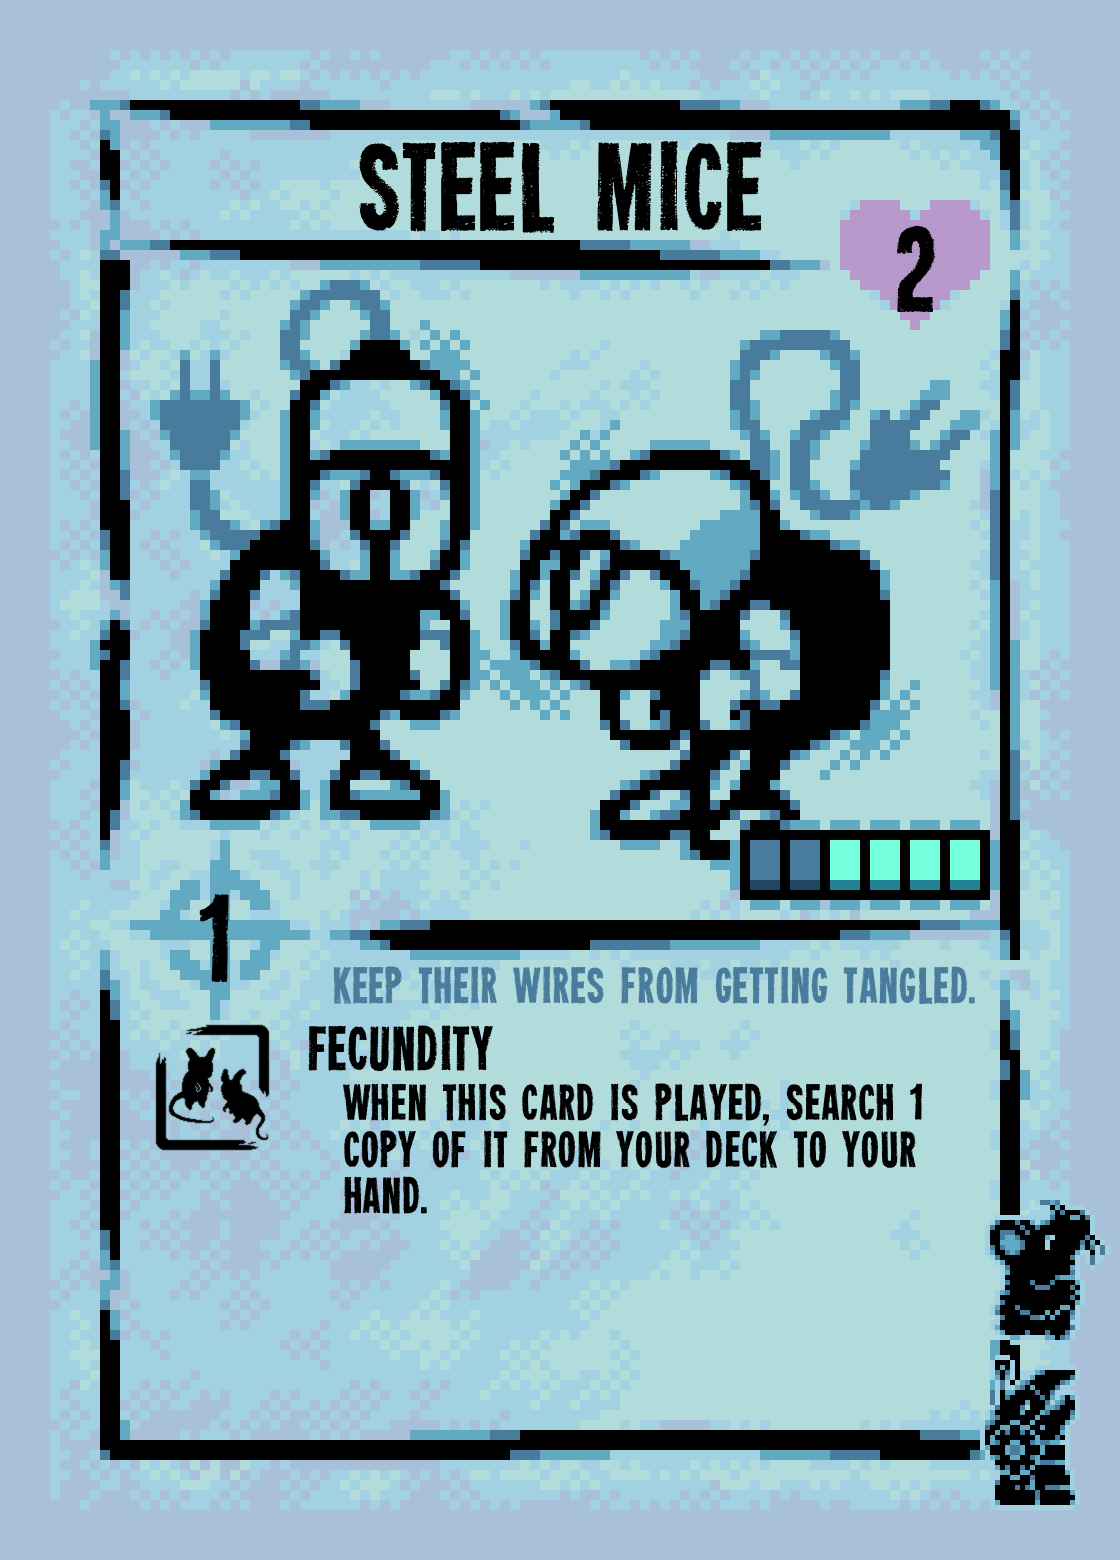 STEEL MICE
2
1
KEEP THEIR WIRES FROM GETTING TANGLED.
FECUNDITY
WHEN THIS CARD IS PLAYED, SEARCH 1
COPY OF IT FROM YOUR DECK TO YOUR
HAND.